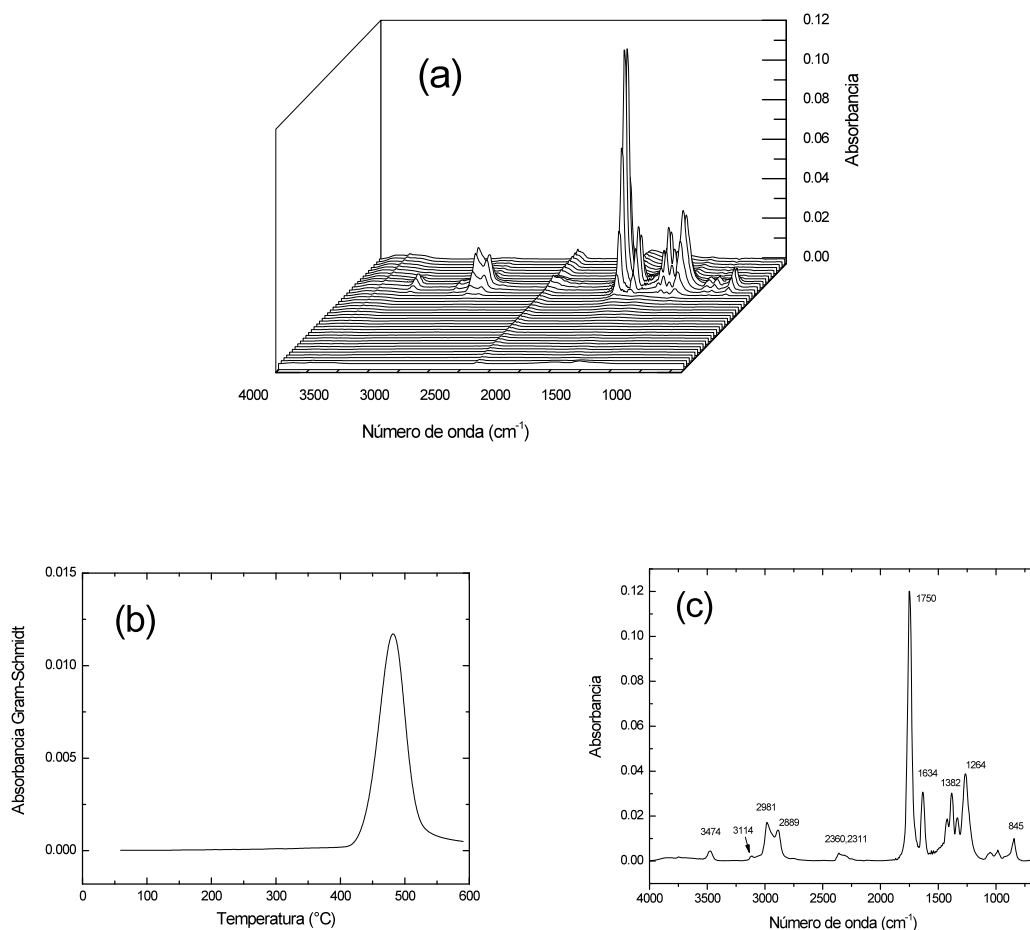 (a)
0.12
0.10
0.08
0.06
0.04
0.02
0.00
Absorbancia
4000 3500 3000 2500 2000 1500 1000
Número de onda (cm⁻¹)
(b)
0.015
0.010
0.005
0.000
Absorbancia Gram-Schmidt
0 100 200 300 400 500 600
Temperatura (°C)
(c)
0.12
0.10
0.08
0.06
0.04
0.02
0.00
Absorbancia
1750
1634
1382
1264
845
3474
3114
2981
2889
2360,2311
4000 3500 3000 2500 2000 1500 1000
Número de onda (cm⁻¹)